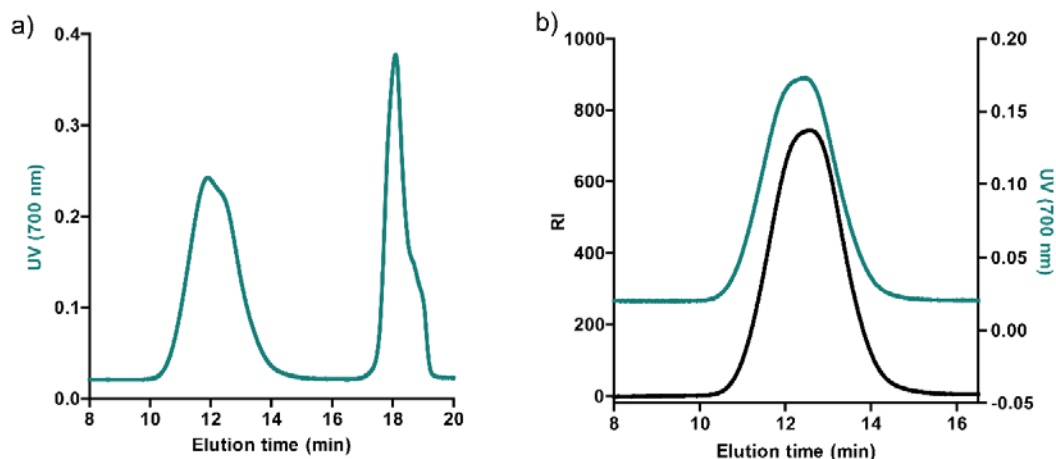 a)
0.4
0.3
0.2
0.1
0.0
UV (700 nm)
8 10 12 14 16 18 20
Elution time (min)
b)
1000
800
600
400
200
0
RI
0.20
0.15
0.10
0.05
0.00
-0.05
UV (700 nm)
8 10 12 14 16
Elution time (min)